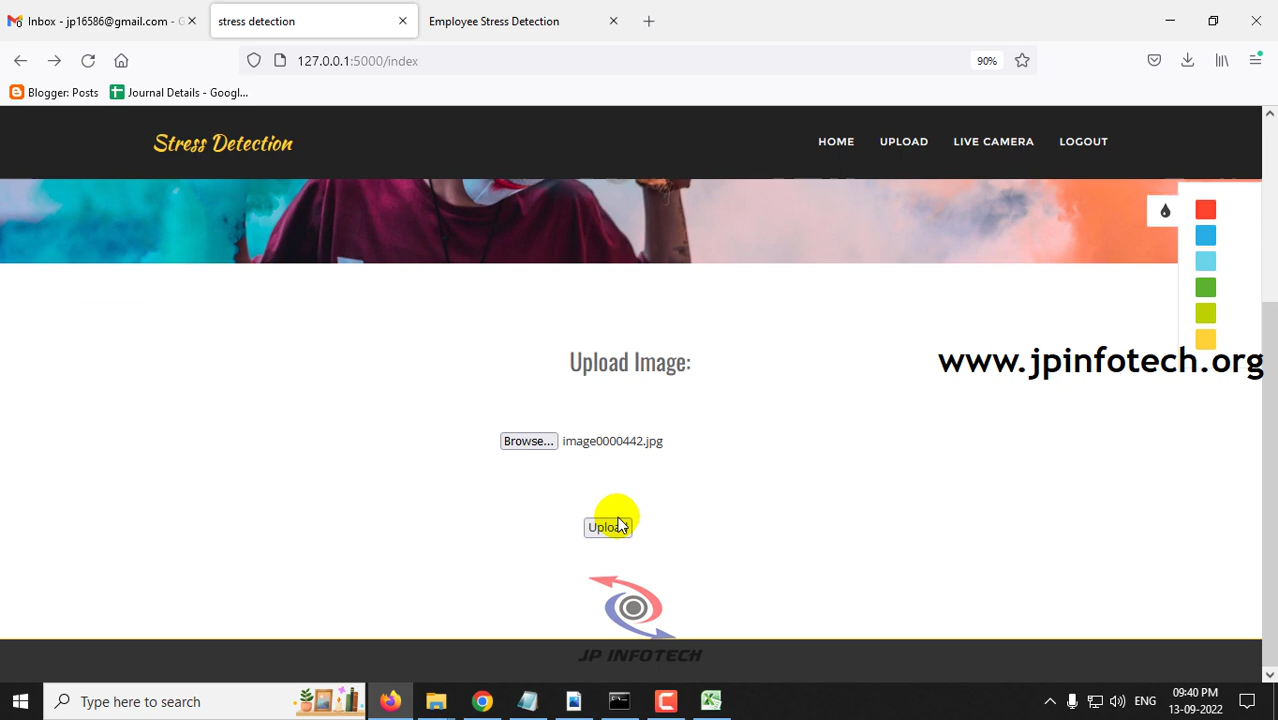 Inbox - jp16586@gmail.com - G
stress detection
Employee Stress Detection
127.0.0.1:5000/index
90%
Blogger: Posts
Journal Details - Googl...
Stress Detection
HOME UPLOAD LIVE CAMERA LOGOUT
Upload Image:
www.jpinfotech.org
Browse... image0000442.jpg
Upload
JP INFOTECH
Type here to search
ENG
09:40 PM
13-09-2022